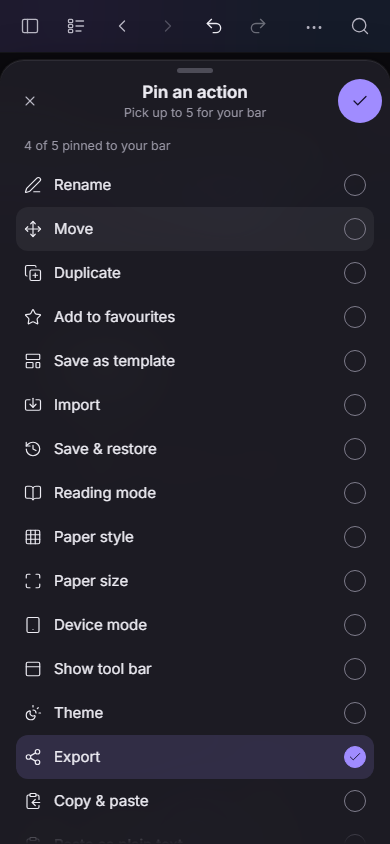 Pin an action
Pick up to 5 for your bar
4 of 5 pinned to your bar
Rename
Move
Duplicate
Add to favourites
Save as template
Import
Save & restore
Reading mode
Paper style
Paper size
Device mode
Show tool bar
Theme
Export
Copy & paste